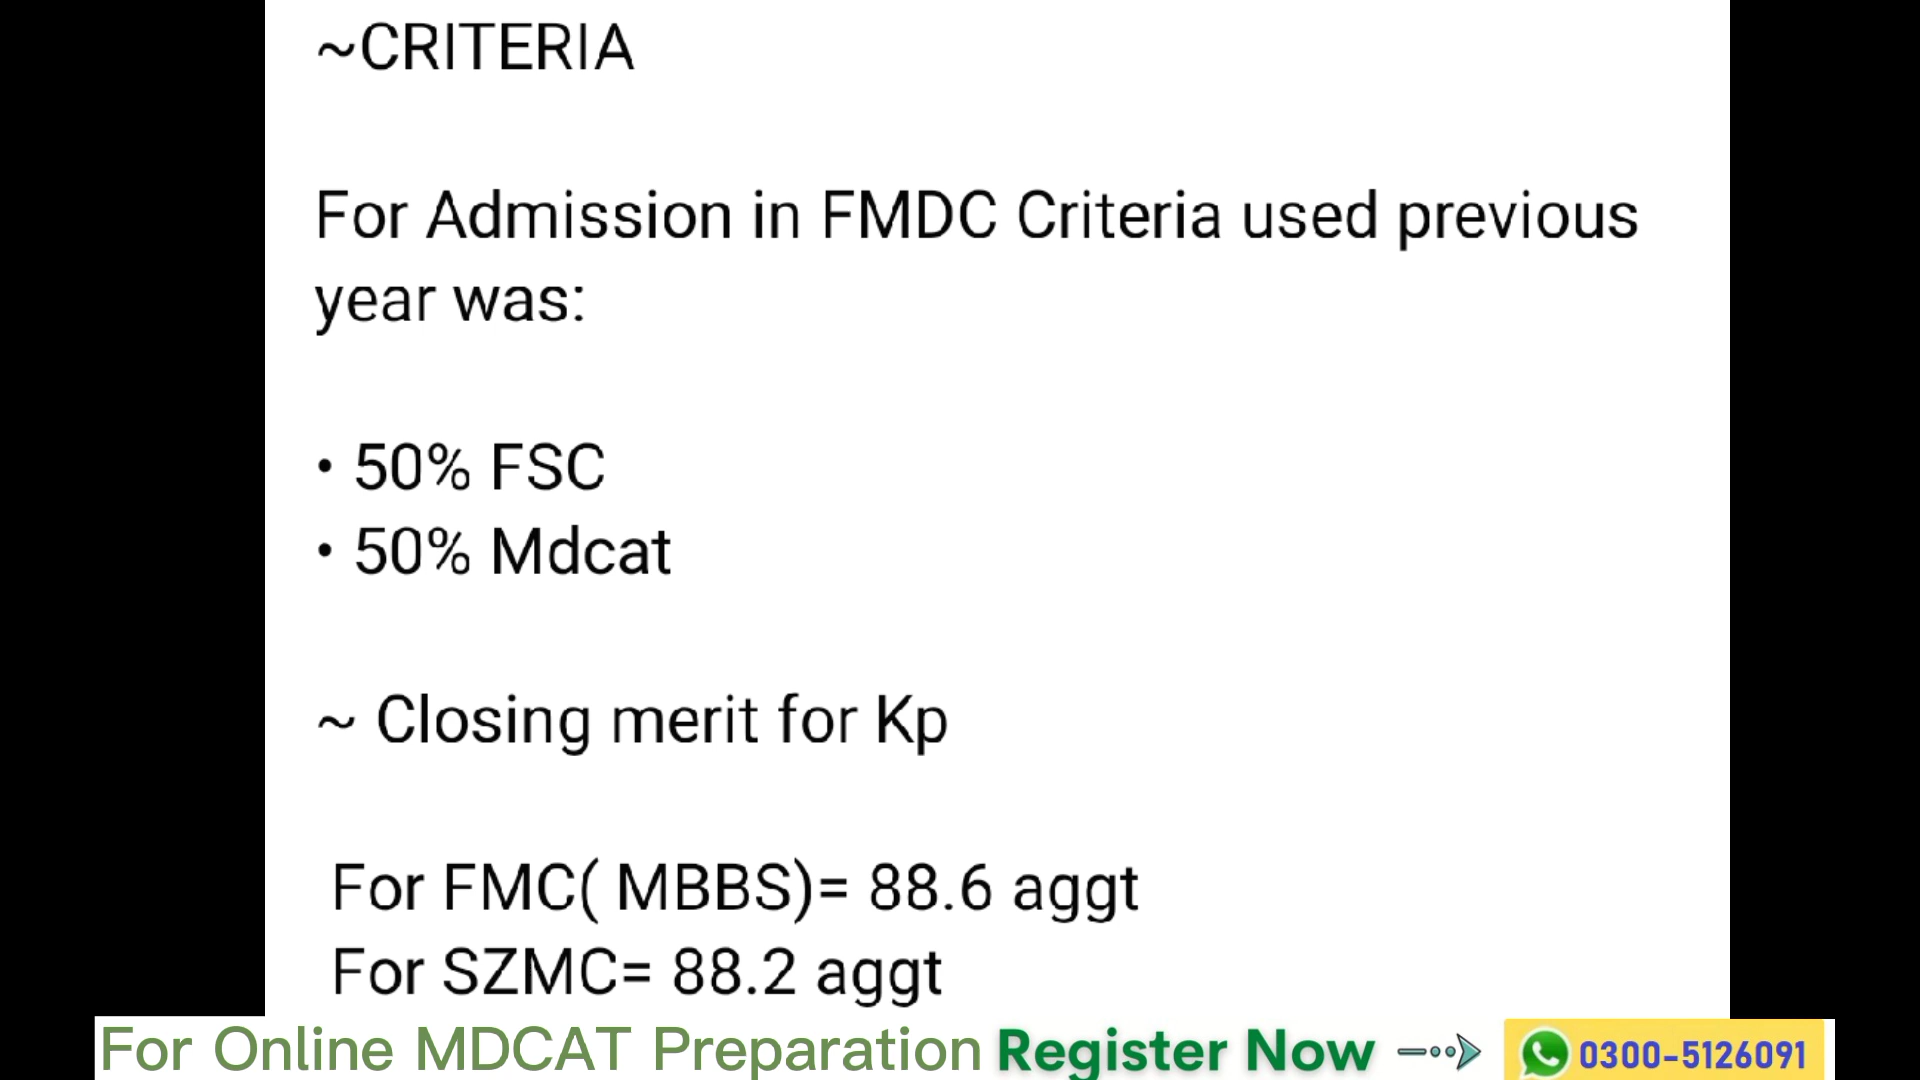 ~CRITERIA
For Admission in FMDC Criteria used previous
year was:
• 50% FSC
• 50% Mdcat
~ Closing merit for Kp
For FMC( MBBS)= 88.6 aggt
For SZMC= 88.2 aggt
For Online MDCAT Preparation Register Now 0300-5126091